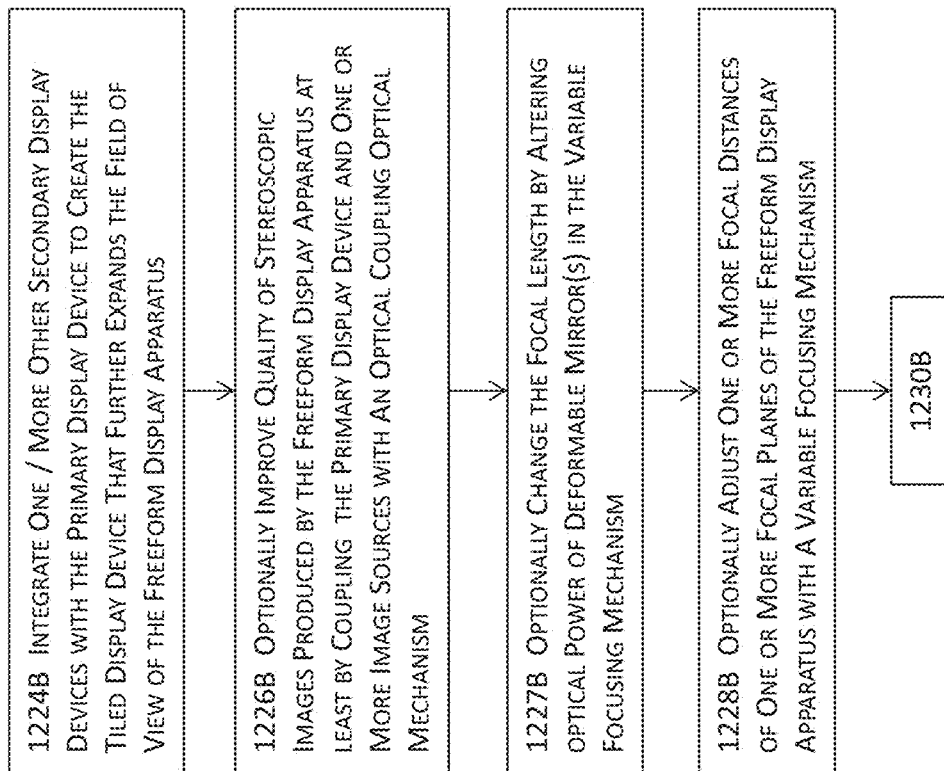 1224B INTEGRATE ONE / MORE OTHER SECONDARY DISPLAY
DEVICES WITH THE PRIMARY DISPLAY DEVICE TO CREATE THE
TILED DISPLAY DEVICE THAT FURTHER EXPANDS THE FIELD OF
VIEW OF THE FREEFORM DISPLAY APPARATUS
1226B OPTIONALLY IMPROVE QUALITY OF STEREOSCOPIC
IMAGES PRODUCED BY THE FREEFORM DISPLAY APPARATUS AT
LEAST BY COUPLING THE PRIMARY DISPLAY DEVICE AND ONE OR
MORE IMAGE SOURCES WITH AN OPTICAL COUPLING OPTICAL
MECHANISM
1227B OPTIONALLY CHANGE THE FOCAL LENGTH BY ALTERING
OPTICAL POWER OF DEFORMABLE MIRROR(S) IN THE VARIABLE
FOCUSING MECHANISM
1228B OPTIONALLY ADJUST ONE OR MORE FOCAL DISTANCES
OF ONE OR MORE FOCAL PLANES OF THE FREEFORM DISPLAY
APPARATUS WITH A VARIABLE FOCUSING MECHANISM
1230B